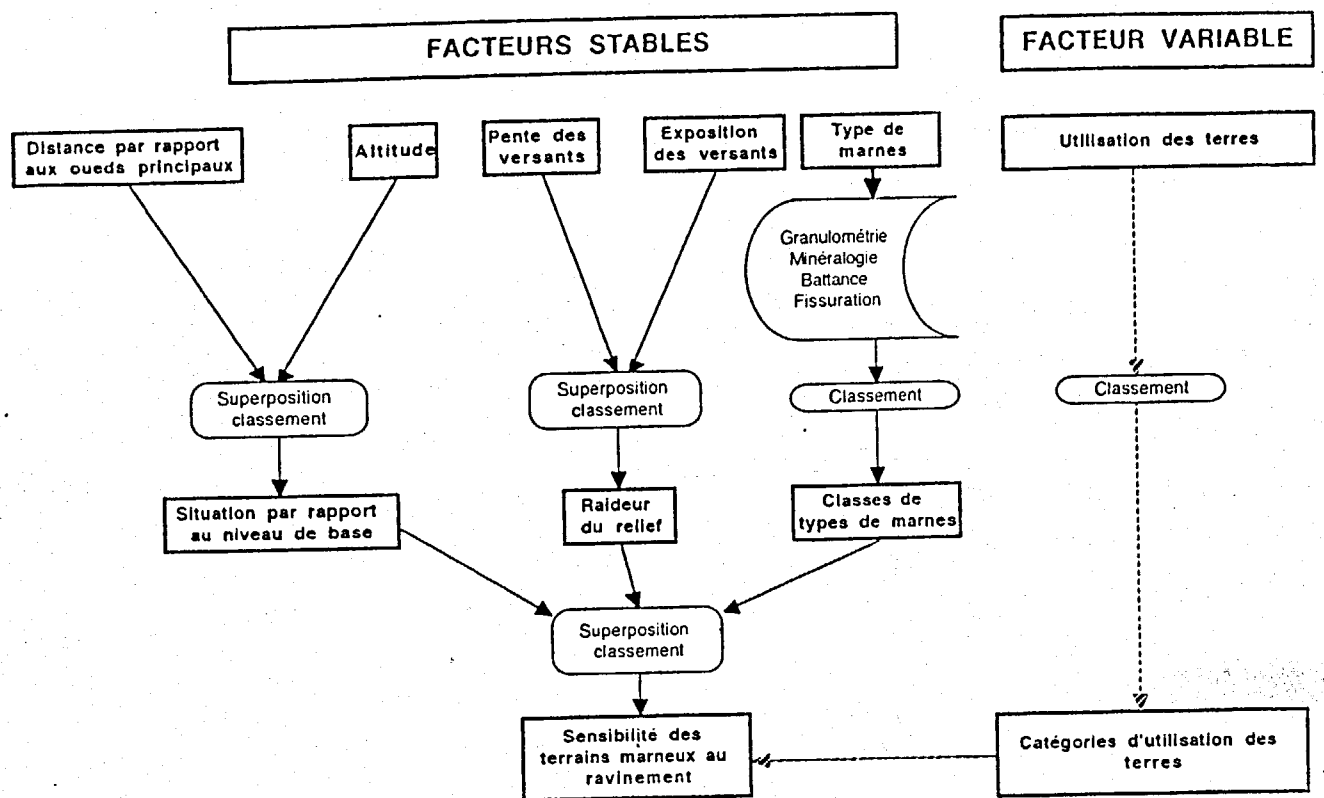 FACTEURS STABLES
FACTEUR VARIABLE
Distance par rapport
aux oueds principaux
Altitude
Pente des
versants
Exposition
des versants
Type de
marnes
Utilisation des terres
Granulométrie
Minéralogie
Battance
Fissuration
Superposition
classement
Superposition
classement
Classement
Classement
Situation par rapport
au niveau de base
Raideur
du relief
Classes de
types de marnes
Superposition
classement
Sensibilité des
terrains marneux au
ravinement
Catégories d'utilisation des
terres